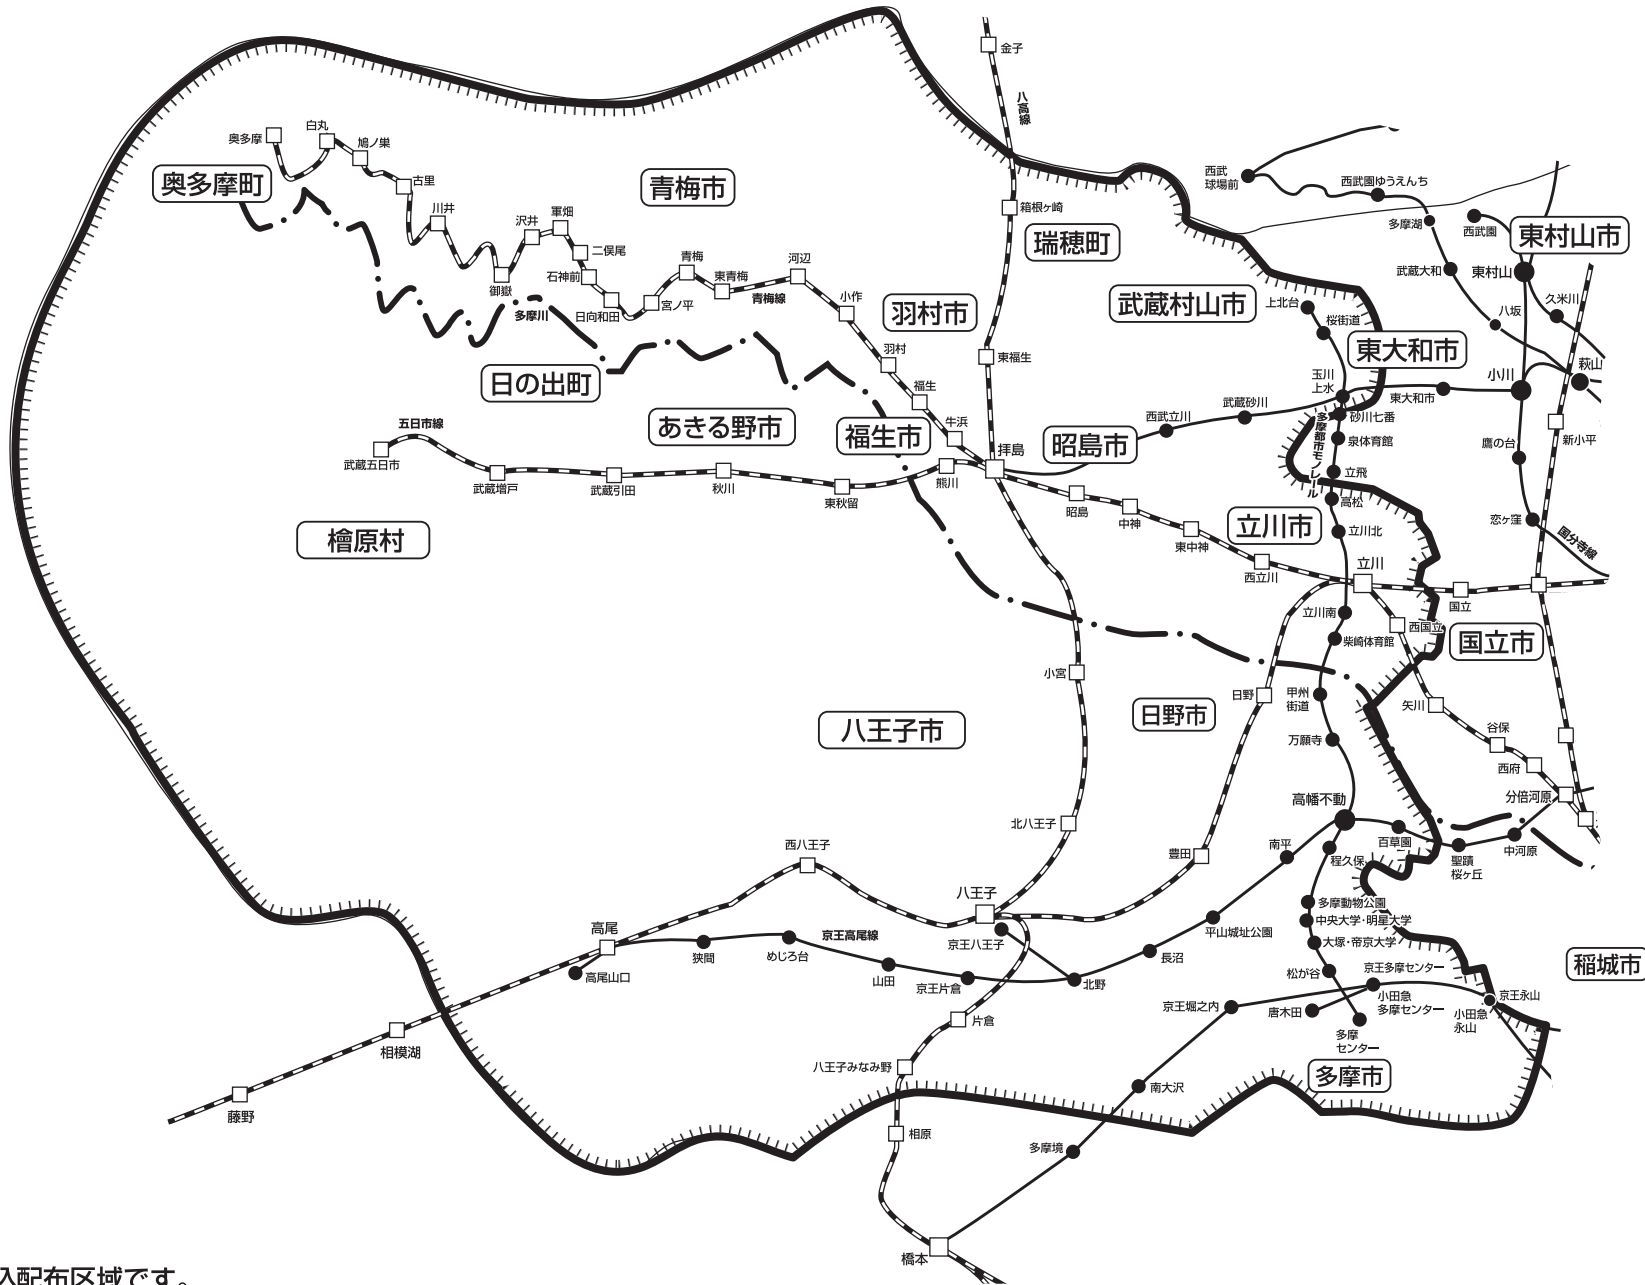 金子
八高線
白丸
奥多摩
鳩ノ巣
古里
奥多摩町
青梅市
西武
球場前
西武園ゆうえんち
多摩湖
西武園
東村山市
川井
沢井
軍畑
二俣尾
石神前
御嶽
多摩川
日向和田
宮ノ平
青梅
東青梅
青梅線
河辺
小作
箱根ヶ崎
瑞穂町
羽村市
武蔵村山市
上北台
桜街道
東大和市
武蔵大和
東村山
久米川
八坂
萩山
小川
羽村
福生
牛浜
東福生
日の出町
あきる野市
福生市
昭島市
玉川
上水
東大和市
西武立川
武蔵砂川
砂川七番
多摩都市モノレール
泉体育館
立飛
高松
新小平
鷹の台
恋ヶ窪
国分寺線
五日市線
武蔵五日市
武蔵増戸
武蔵引田
秋川
東秋留
熊川
拝島
昭島
中神
東中神
西立川
立川市
立川北
立川
国立
檜原村
立川南
柴崎体育館
西国立
国立市
小宮
日野
甲州
街道
矢川
八王子市
日野市
万願寺
谷保
西府
分倍河原
北八王子
高幡不動
百草園
聖蹟
桜ヶ丘
中河原
南平
程久保
豊田
西八王子
八王子
京王八王子
多摩動物公園
中央大学・明星大学
大塚・帝京大学
平山城址公園
高尾
高尾山口
狭間
めじろ台
京王高尾線
山田
京王片倉
北野
長沼
松が谷
京王多摩センター
小田急
多摩センター
稲城市
京王永山
小田急
永山
京王堀之内
唐木田
多摩
センター
多摩市
片倉
八王子みなみ野
相模湖
藤野
相原
南大沢
多摩境
橋本
配布区域です。